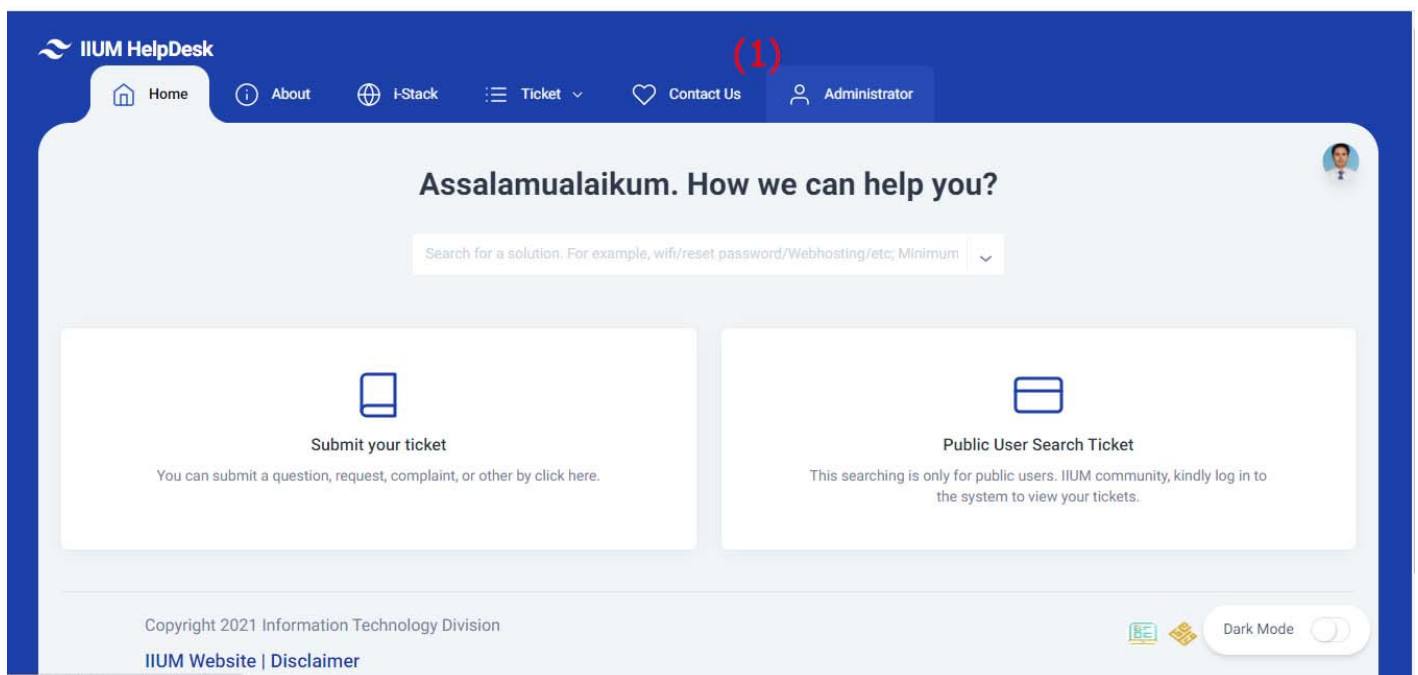 IIUM HelpDesk
(1)
Home About i-Stack Ticket Contact Us Administrator
Assalamualaikum. How we can help you?
Search for a solution. For example, wifi/reset password/Webhosting/etc; Minimum
Submit your ticket
You can submit a question, request, complaint, or other by click here.
Public User Search Ticket
This searching is only for public users. IIUM community, kindly log in to
the system to view your tickets.
Copyright 2021 Information Technology Division
IIUM Website | Disclaimer
Dark Mode